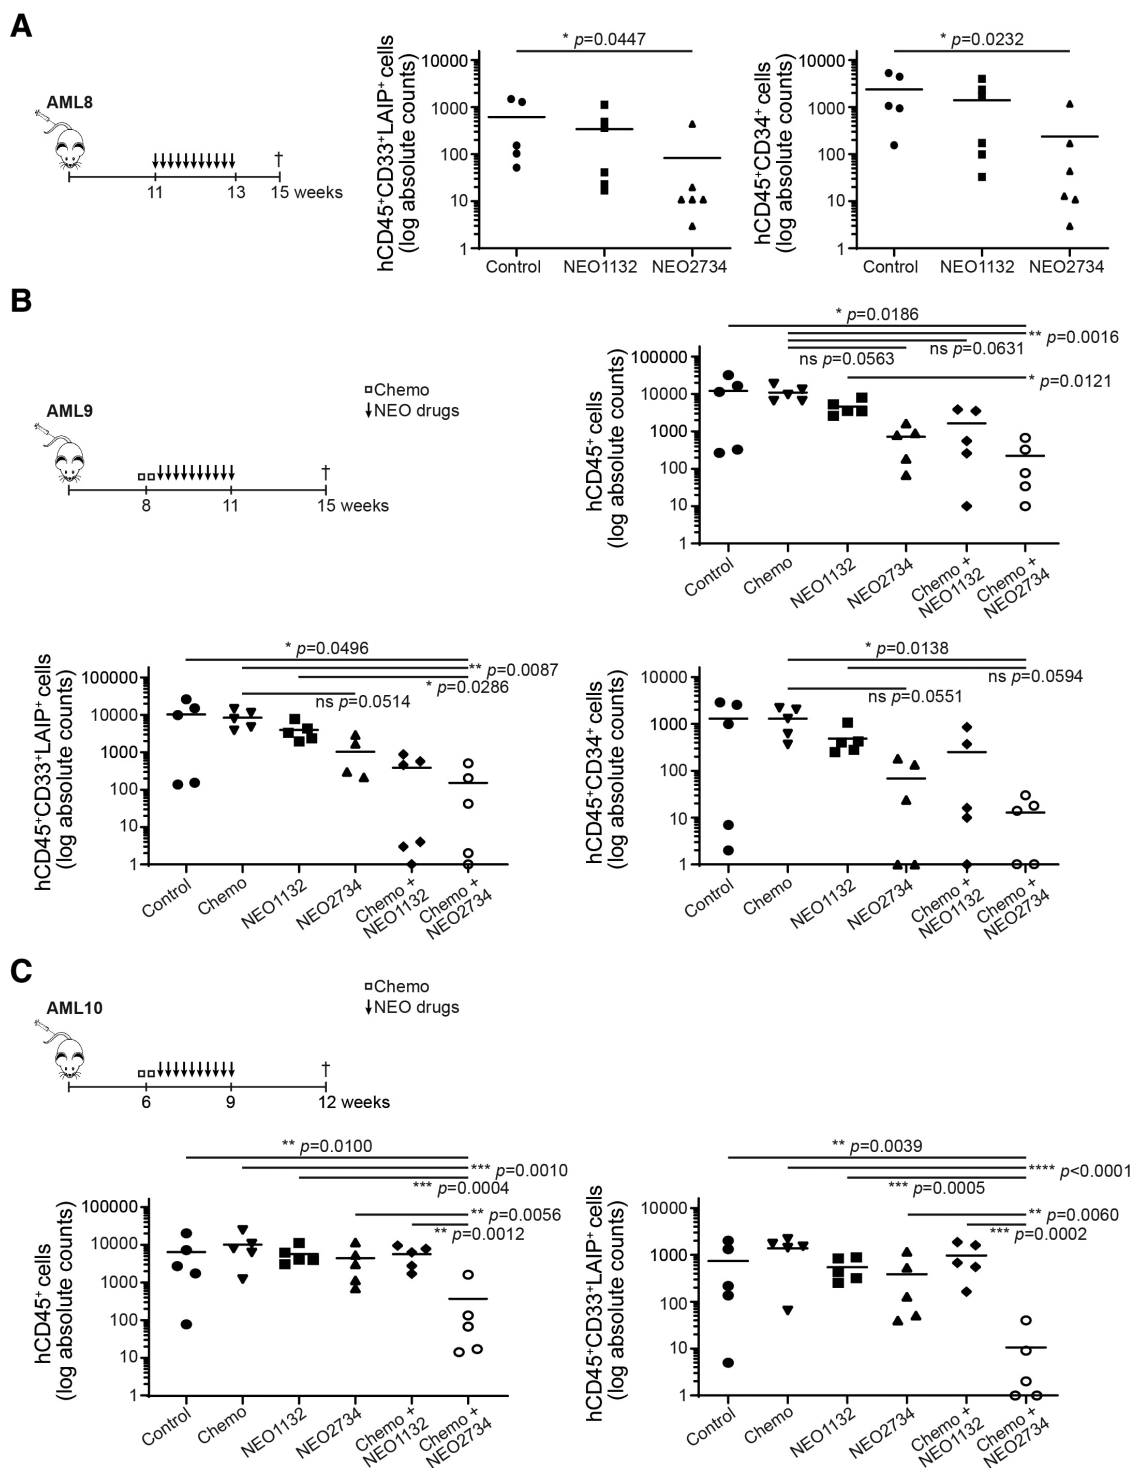 A
AML8
11 13 15 weeks
†
hCD45⁺CD33⁺LAIP⁺ cells
(log absolute counts)
* p=0.0447
10000
1000
100
10
1
Control NEO1132 NEO2734
hCD45⁺CD34⁺ cells
(log absolute counts)
* p=0.0232
10000
1000
100
10
1
Control NEO1132 NEO2734
B
AML9
Chemo
NEO drugs
†
8 11 15 weeks
hCD45⁺ cells
(log absolute counts)
* p=0.0186
** p=0.0016
ns p=0.0631
ns p=0.0563
* p=0.0121
100000
10000
1000
100
10
1
Control
Chemo
NEO1132
NEO2734
Chemo +
NEO1132
Chemo +
NEO2734
hCD45⁺CD33⁺LAIP⁺ cells
(log absolute counts)
* p=0.0496
** p=0.0087
* p=0.0286
ns p=0.0514
100000
10000
1000
100
10
1
Control
Chemo
NEO1132
NEO2734
Chemo +
NEO1132
Chemo +
NEO2734
hCD45⁺CD34⁺ cells
(log absolute counts)
* p=0.0138
ns p=0.0594
ns p=0.0551
10000
1000
100
10
1
Control
Chemo
NEO1132
NEO2734
Chemo +
NEO1132
Chemo +
NEO2734
C
AML10
Chemo
NEO drugs
†
6 9 12 weeks
hCD45⁺ cells
(log absolute counts)
** p=0.0100
*** p=0.0010
*** p=0.0004
** p=0.0056
** p=0.0012
100000
10000
1000
100
10
1
Control
Chemo
NEO1132
NEO2734
Chemo +
NEO1132
Chemo +
NEO2734
hCD45⁺CD33⁺LAIP⁺ cells
(log absolute counts)
** p=0.0039
**** p<0.0001
*** p=0.0005
** p=0.0060
*** p=0.0002
10000
1000
100
10
1
Control
Chemo
NEO1132
NEO2734
Chemo +
NEO1132
Chemo +
NEO2734